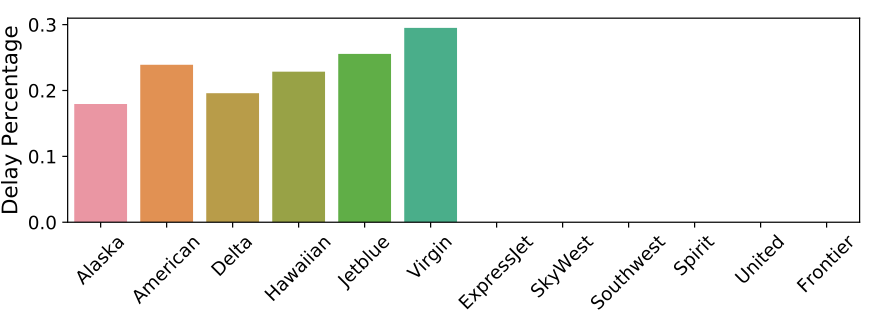 Delay Percentage
0.3
0.2
0.1
0.0
Alaska
American
Delta
Hawaiian
Jetblue
Virgin
ExpressJet
SkyWest
Southwest
Spirit
United
Frontier